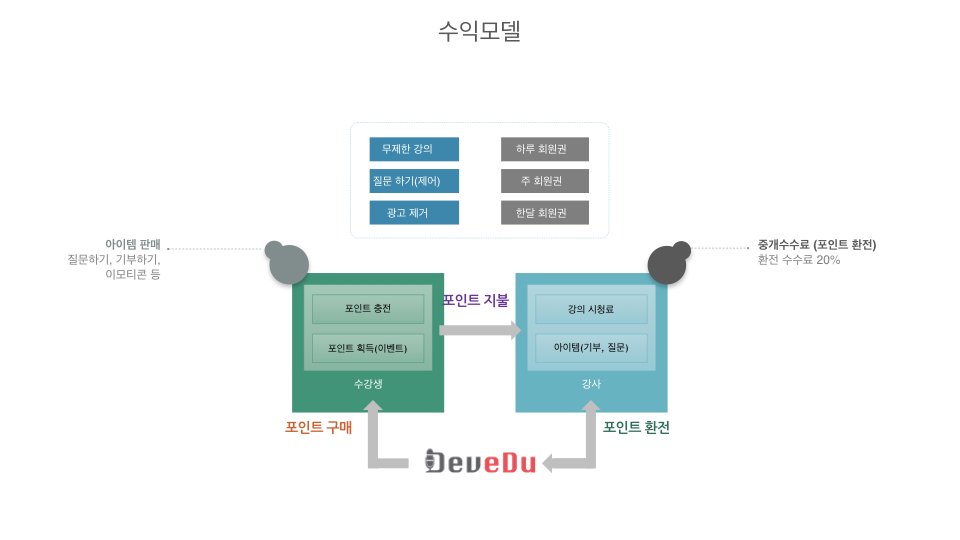 수익모델
무제한 강의
하루 회원권
질문 하기(제어)
주 회원권
광고 제거
한달 회원권
아이템 판매
질문하기, 기부하기,
이모티콘 등
중개수수료 (포인트 환전)
환전 수수료 20%
포인트 지불
포인트 충전
포인트 획득(이벤트)
수강생
강의 시청료
아이템(기부, 질문)
강사
포인트 구매
포인트 환전
DeveDu